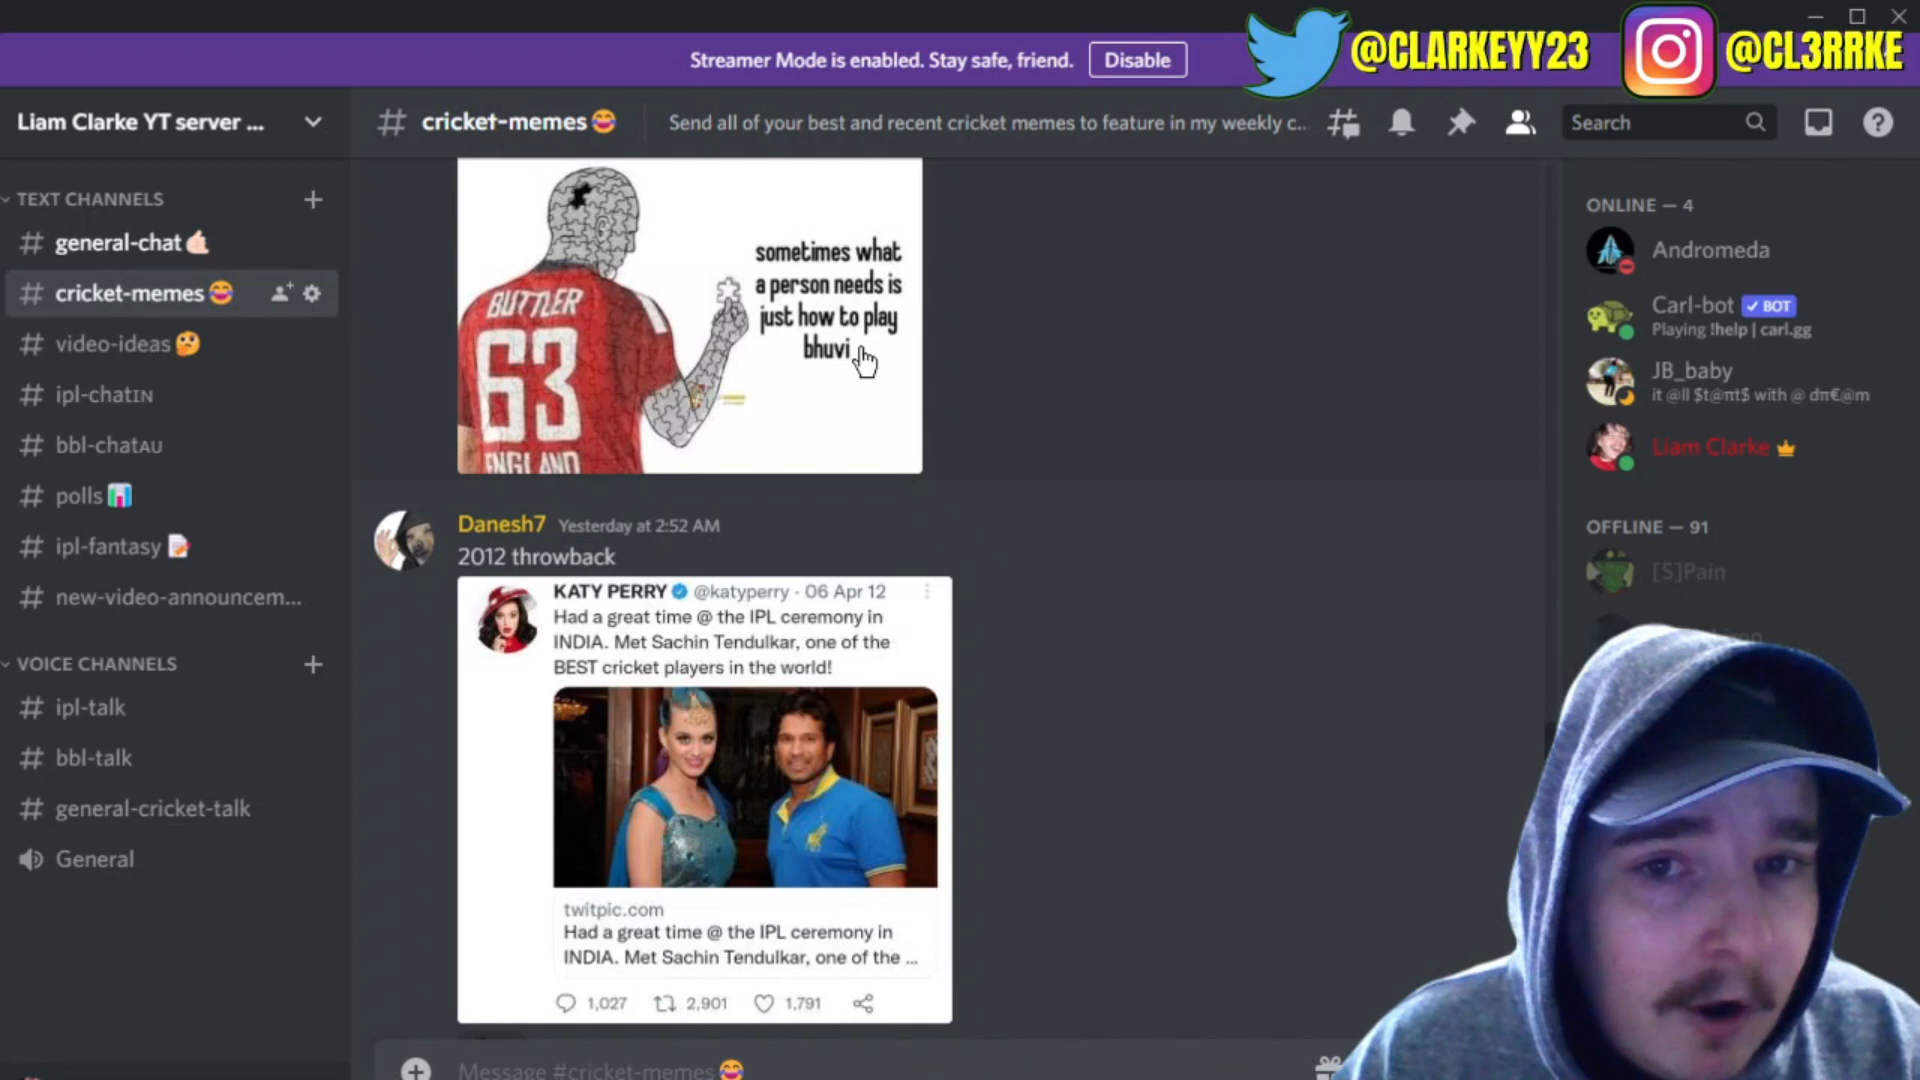 Streamer Mode is enabled. Stay safe, friend.
Disable
@CLARKEYY23
@CL3RRKE
Liam Clarke YT server ...
cricket-memes
Send all of your best and recent cricket memes to feature in my weekly c...
Search
TEXT CHANNELS
general-chat
cricket-memes
video-ideas
ipl-chatIN
bbl-chatAU
polls
ipl-fantasy
new-video-announcem...
VOICE CHANNELS
ipl-talk
bbl-talk
general-cricket-talk
General
BUTTLER
63
ENGLAND
sometimes what
a person needs is
just how to play
bhuvi
Danesh7 Yesterday at 2:52 AM
2012 throwback
KATY PERRY @katyperry · 06 Apr 12
Had a great time @ the IPL ceremony in
INDIA. Met Sachin Tendulkar, one of the
BEST cricket players in the world!
twitpic.com
Had a great time @ the IPL ceremony in
INDIA. Met Sachin Tendulkar, one of the ...
1,027 2,901 1,791
Message #cricket-memes
ONLINE — 4
Andromeda
Carl-bot BOT
Playing !help | carl.gg
JB_baby
it @ll $t@πt$ with @ dπ€@m
Liam Clarke
OFFLINE — 91
[S]Pain